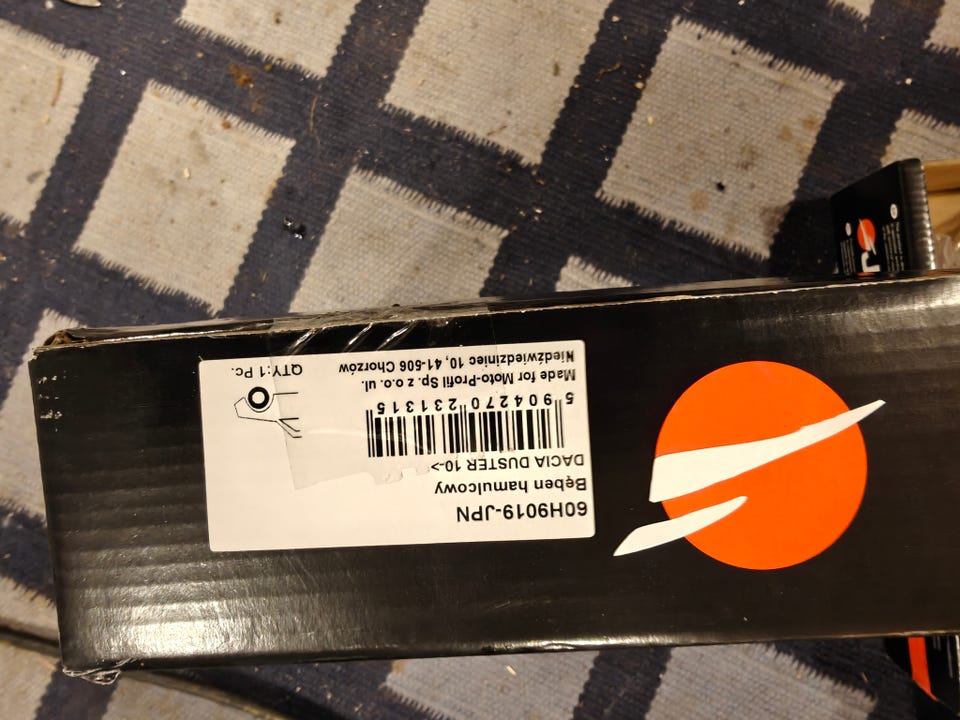 60H9019-JPN
Bęben hamulcowy
DACIA DUSTER 10->
5 904270 231315
Made for Moto-Profil Sp. z o.o. ul.
Niedźwiedziniec 10, 41-506 Chorzów
QTY:1 Pc.